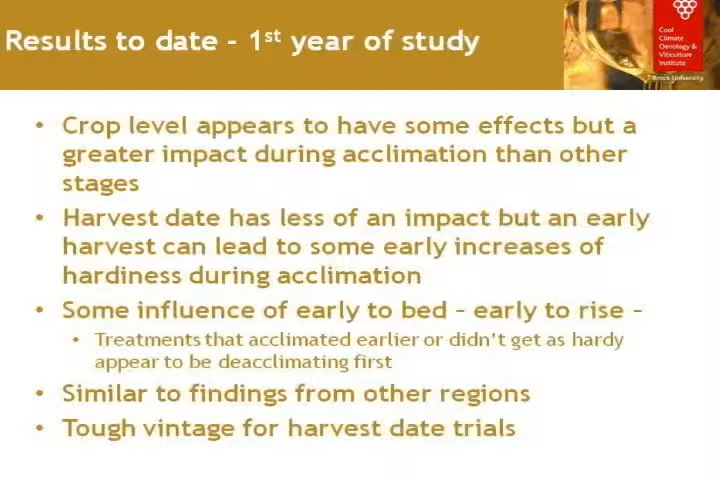 Results to date - 1st year of study
Cool
Climate
Oenology &
Viticulture
Institute
Brock University
• Crop level appears to have some effects but a
greater impact during acclimation than other
stages
• Harvest date has less of an impact but an early
harvest can lead to some early increases of
hardiness during acclimation
• Some influence of early to bed – early to rise –
• Treatments that acclimated earlier or didn't get as hardy
appear to be deacclimating first
• Similar to findings from other regions
• Tough vintage for harvest date trials